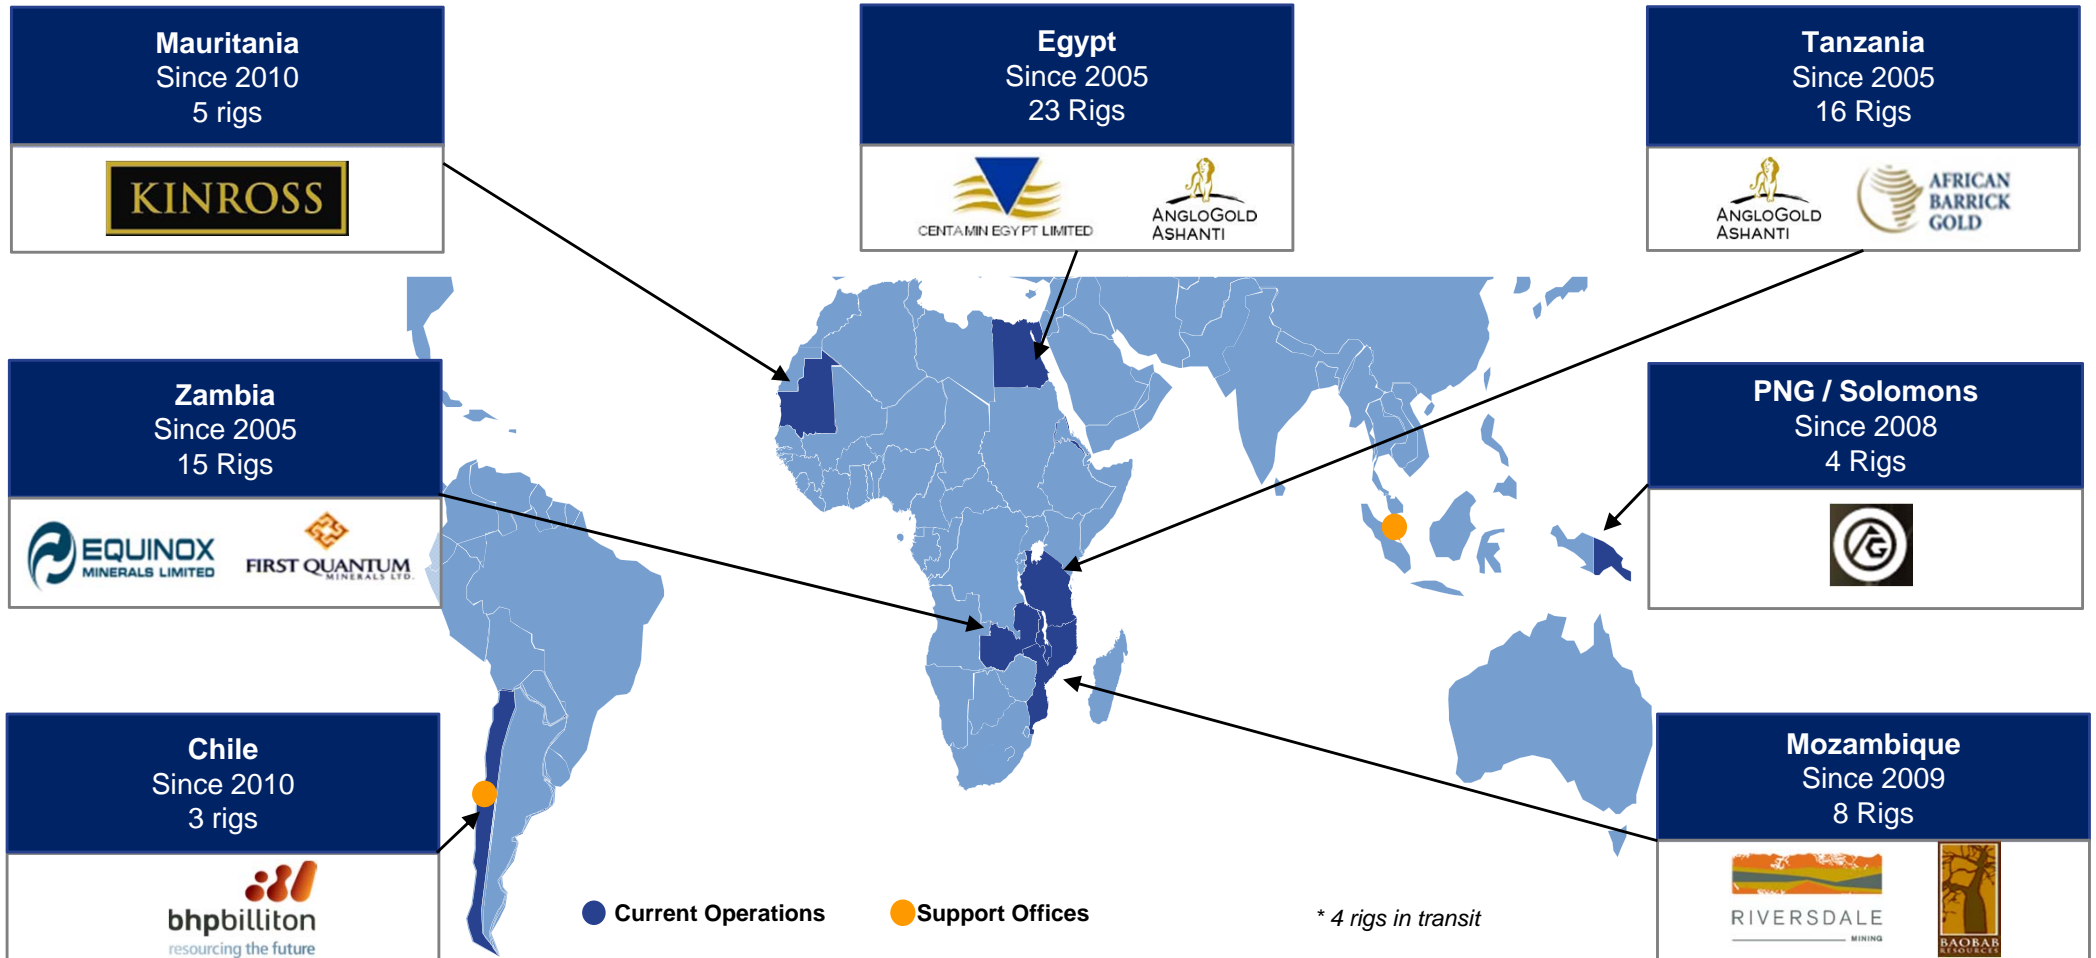 Mauritania
Since 2010
5 rigs
KINROSS
Egypt
Since 2005
23 Rigs
CENTAMIN EGYPT LIMITED
ANGLOGOLD
ASHANTI
Tanzania
Since 2005
16 Rigs
ANGLOGOLD
ASHANTI
AFRICAN
BARRICK
GOLD
Zambia
Since 2005
15 Rigs
EQUINOX
MINERALS LIMITED
FIRST QUANTUM
MINERALS LTD.
PNG / Solomons
Since 2008
4 Rigs
Chile
Since 2010
3 rigs
bhpbilliton
resourcing the future
Mozambique
Since 2009
8 Rigs
RIVERSDALE
MINING
BAOBAB
RESOURCES
Current Operations
Support Offices
* 4 rigs in transit